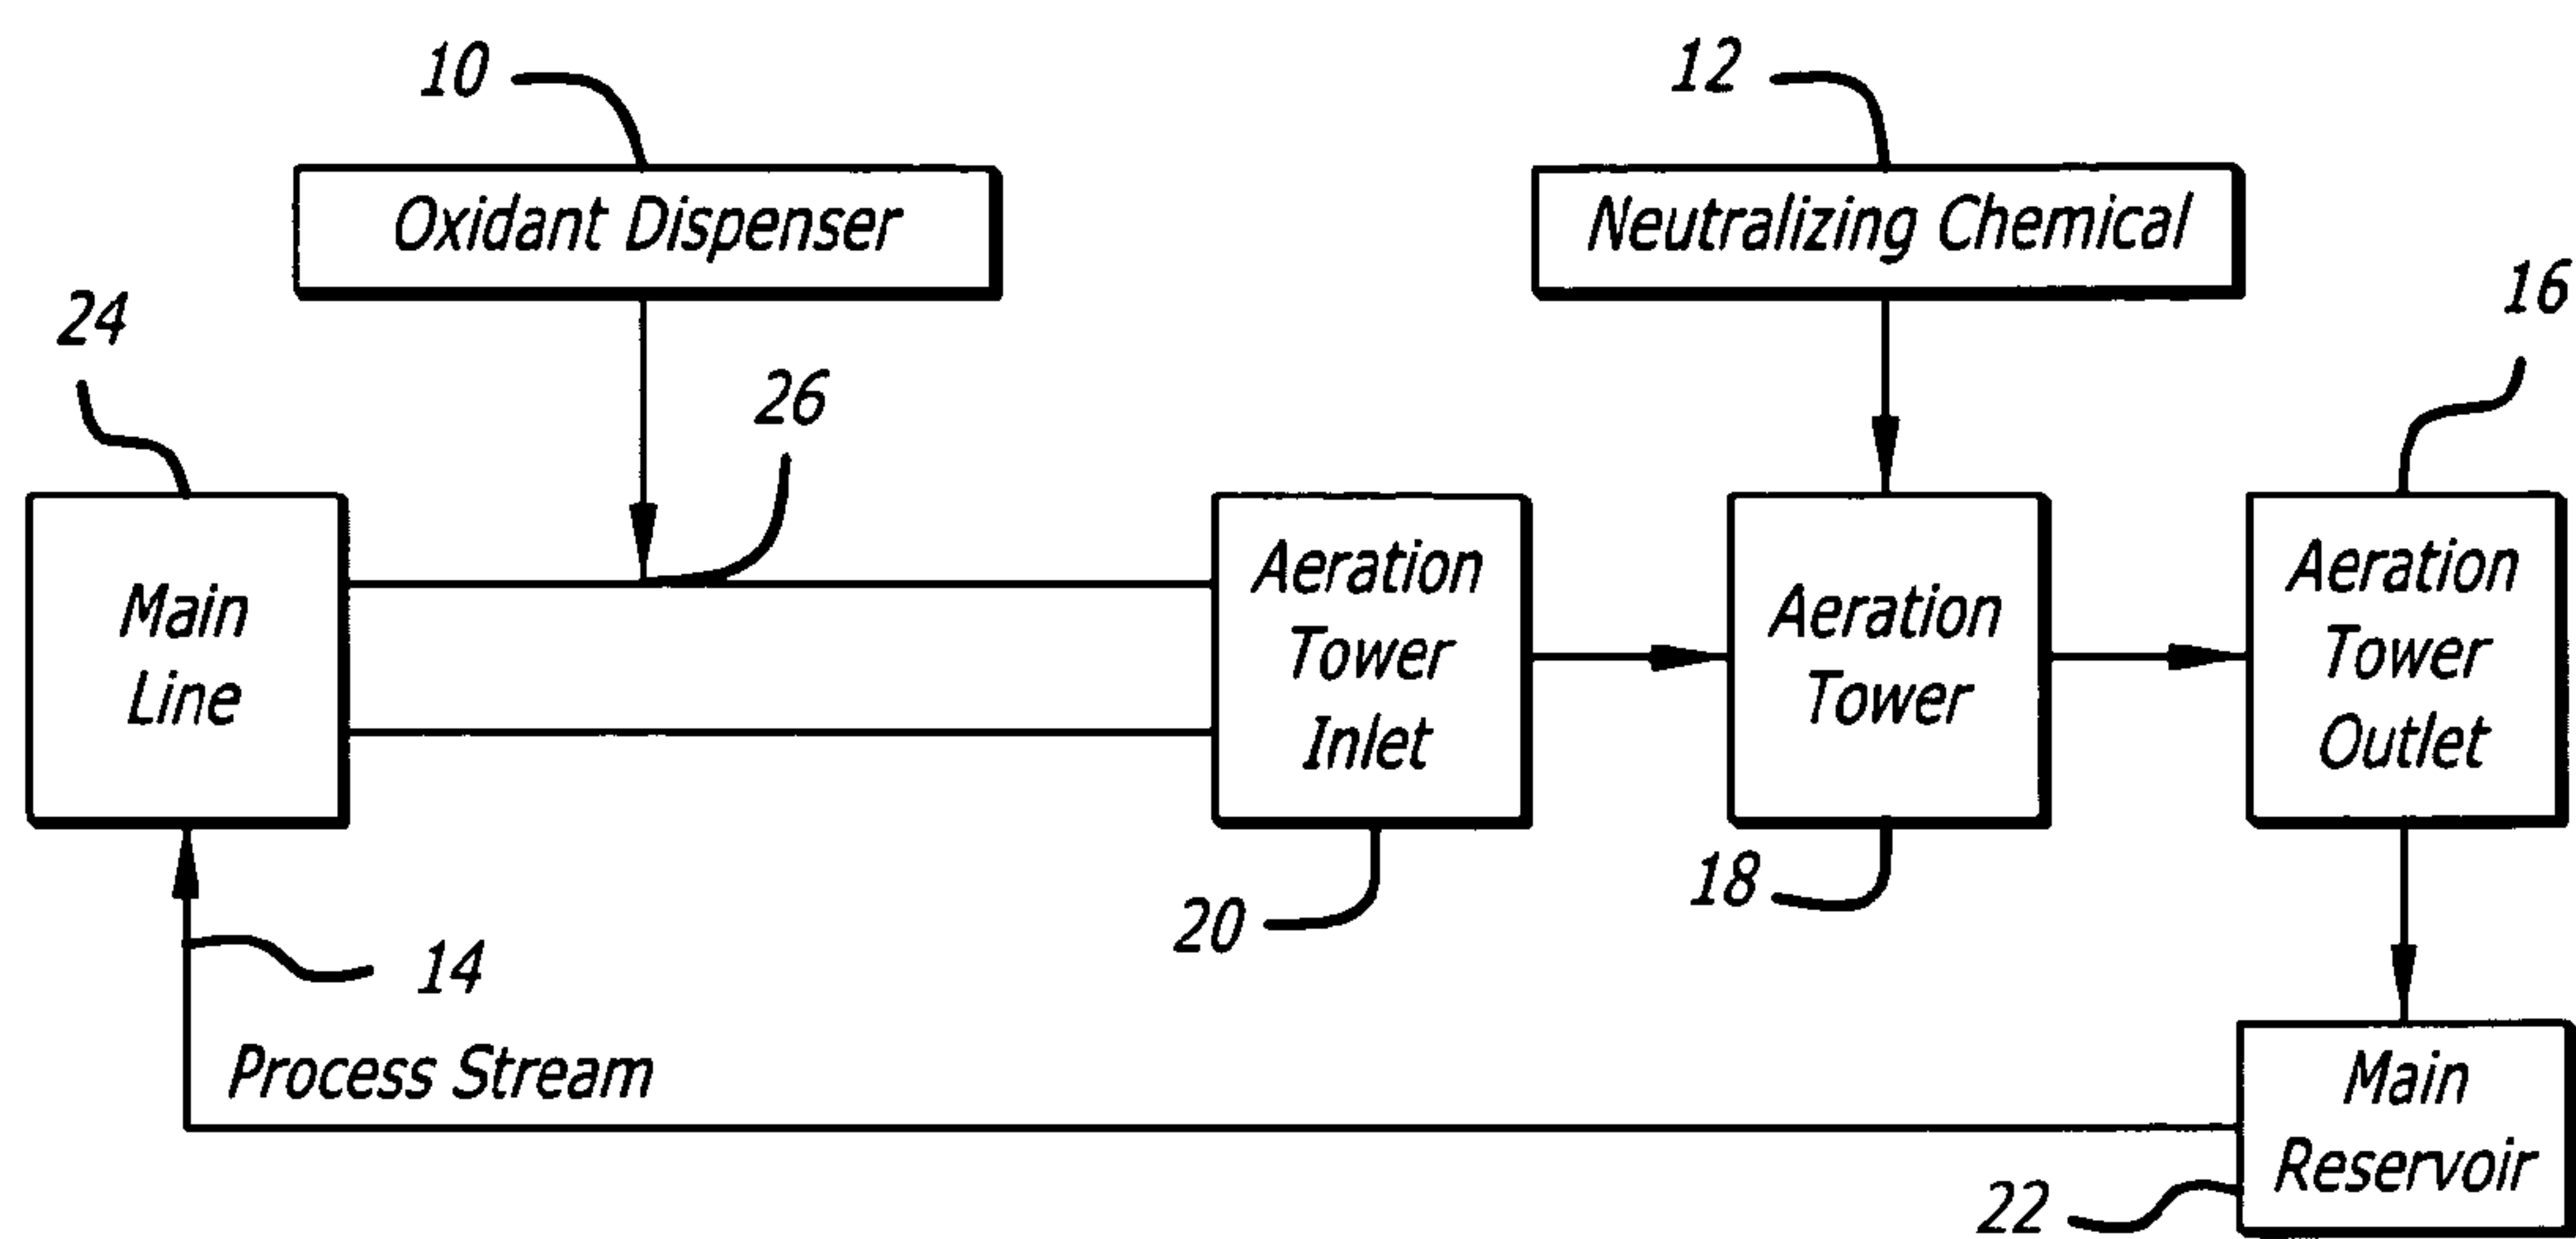 10
12
Oxidant Dispenser
Neutralizing Chemical
24
26
16
Main
Line
Aeration
Tower
Inlet
Aeration
Tower
Aeration
Tower
Outlet
20
18
14
Process Stream
Main
Reservoir
22